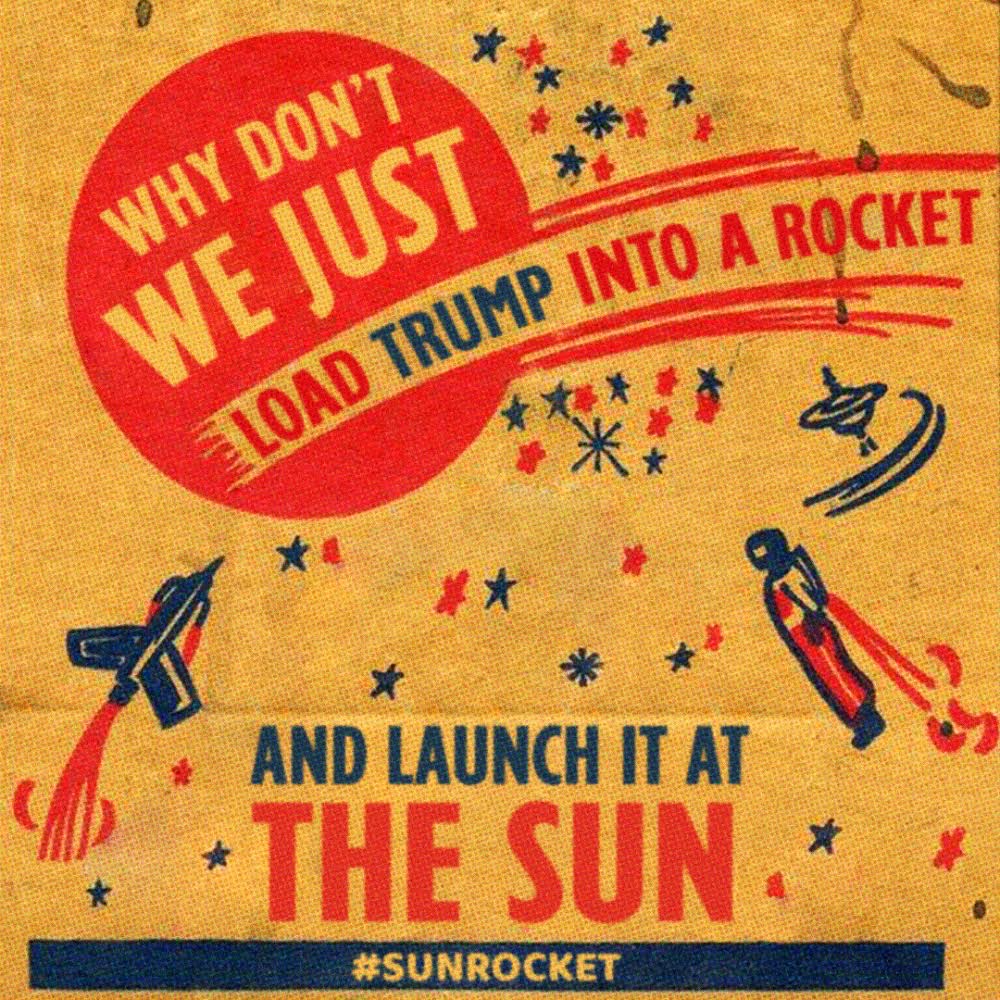 WHY DON'T
WE JUST
LOAD TRUMP INTO A ROCKET
AND LAUNCH IT AT
THE SUN
#SUNROCKET